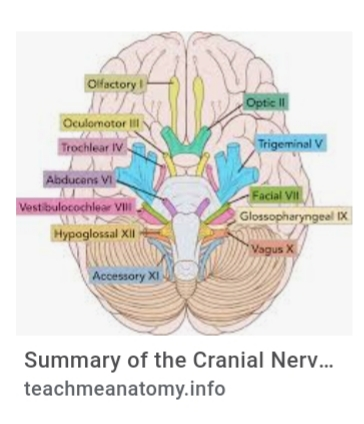 Olfactory I
Optic II
Oculomotor III
Trochlear IV
Trigeminal V
Abducens VI
Facial VII
Vestibulocochlear VIII
Glossopharyngeal IX
Hypoglossal XII
Vagus X
Accessory XI
Summary of the Cranial Nerv...
teachmeanatomy.info